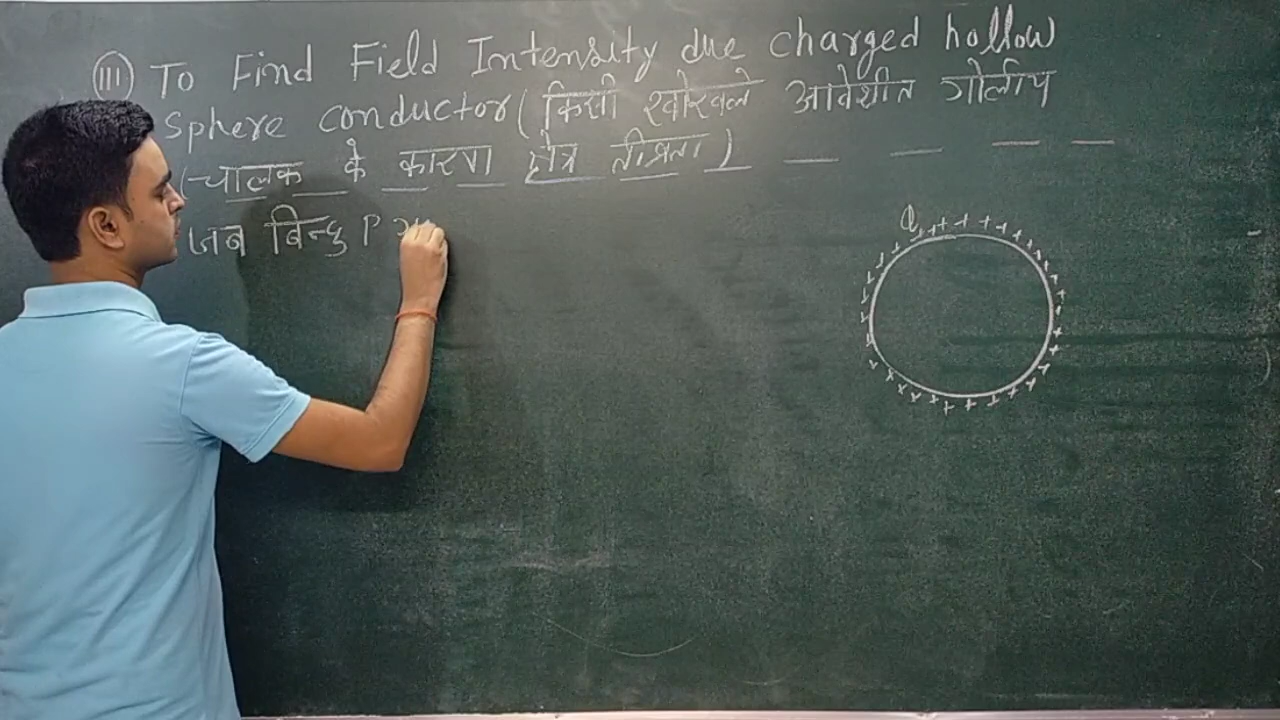 (III) To Find Field Intensity due charged hollow
Sphere conductor (किसी खोखले आवेशीत गोलीय
(चालक के कारण क्षेत्र तीव्रता)
जब बिन्दु P
Q